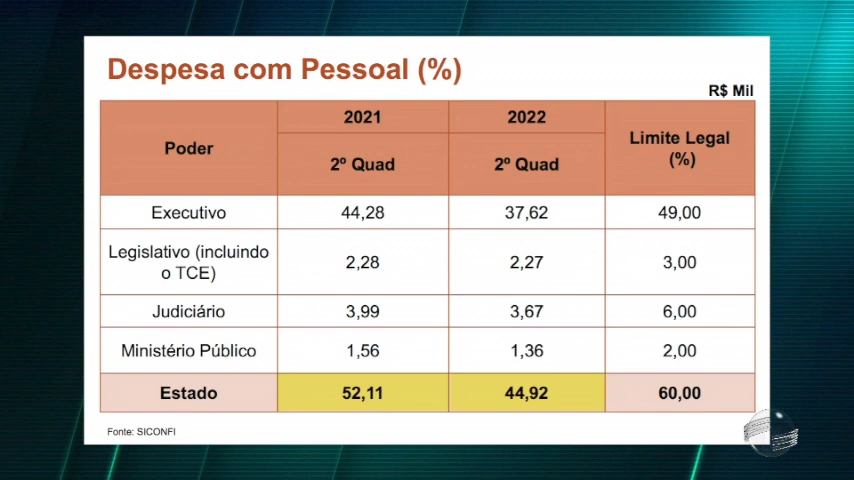 Despesa com Pessoal (%)
R$ Mil
Poder 2021 2022 Limite Legal (%)
2º Quad 2º Quad
Executivo 44,28 37,62 49,00
Legislativo (incluindo o TCE) 2,28 2,27 3,00
Judiciário 3,99 3,67 6,00
Ministério Público 1,56 1,36 2,00
Estado 52,11 44,92 60,00
Fonte: SICONFI